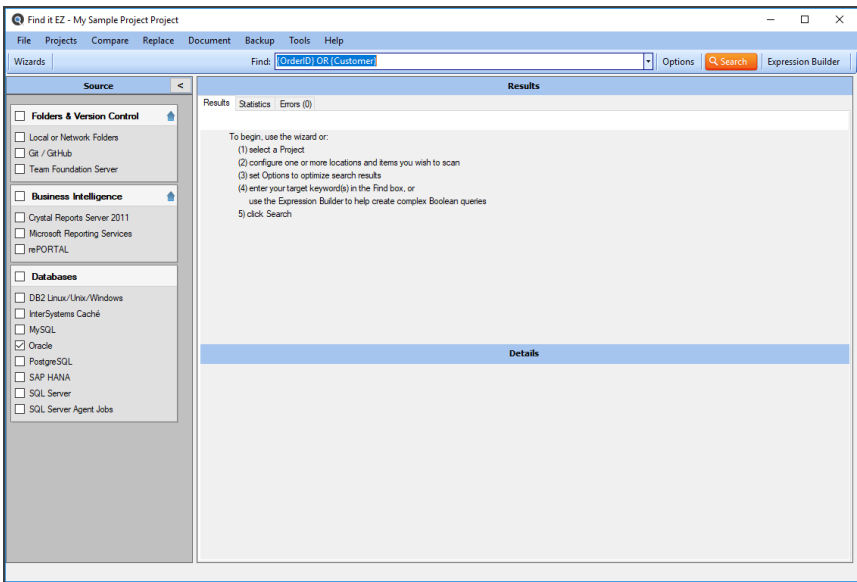 Find it EZ - My Sample Project Project
File Projects Compare Replace Document Backup Tools Help
Wizards Find: {OrderID} OR {Customer} Options Search Expression Builder
Source <
Folders & Version Control
Local or Network Folders
Git / GitHub
Team Foundation Server
Business Intelligence
Crystal Reports Server 2011
Microsoft Reporting Services
rePORTAL
Databases
DB2 Linux/Unix/Windows
InterSystems Caché
MySQL
Oracle
PostgreSQL
SAP HANA
SQL Server
SQL Server Agent Jobs
Results
Results Statistics Errors (0)
To begin, use the wizard or:
(1) select a Project
(2) configure one or more locations and items you wish to scan
(3) set Options to optimize search results
(4) enter your target keyword(s) in the Find box, or
use the Expression Builder to help create complex Boolean queries
5) click Search
Details